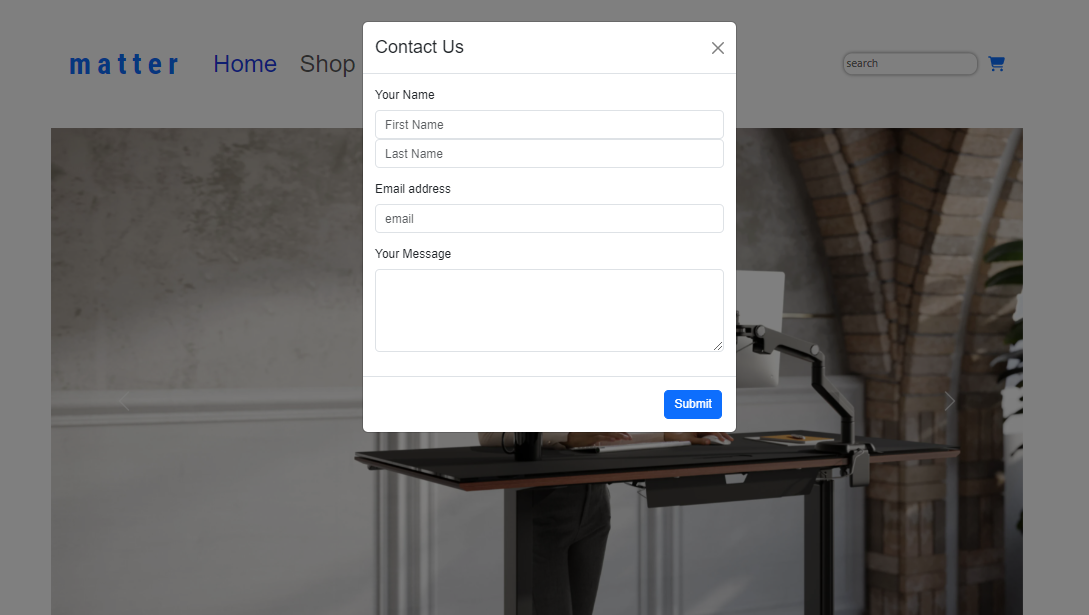 matter Home Shop
search
Contact Us
Your Name
First Name
Last Name
Email address
email
Your Message
Submit